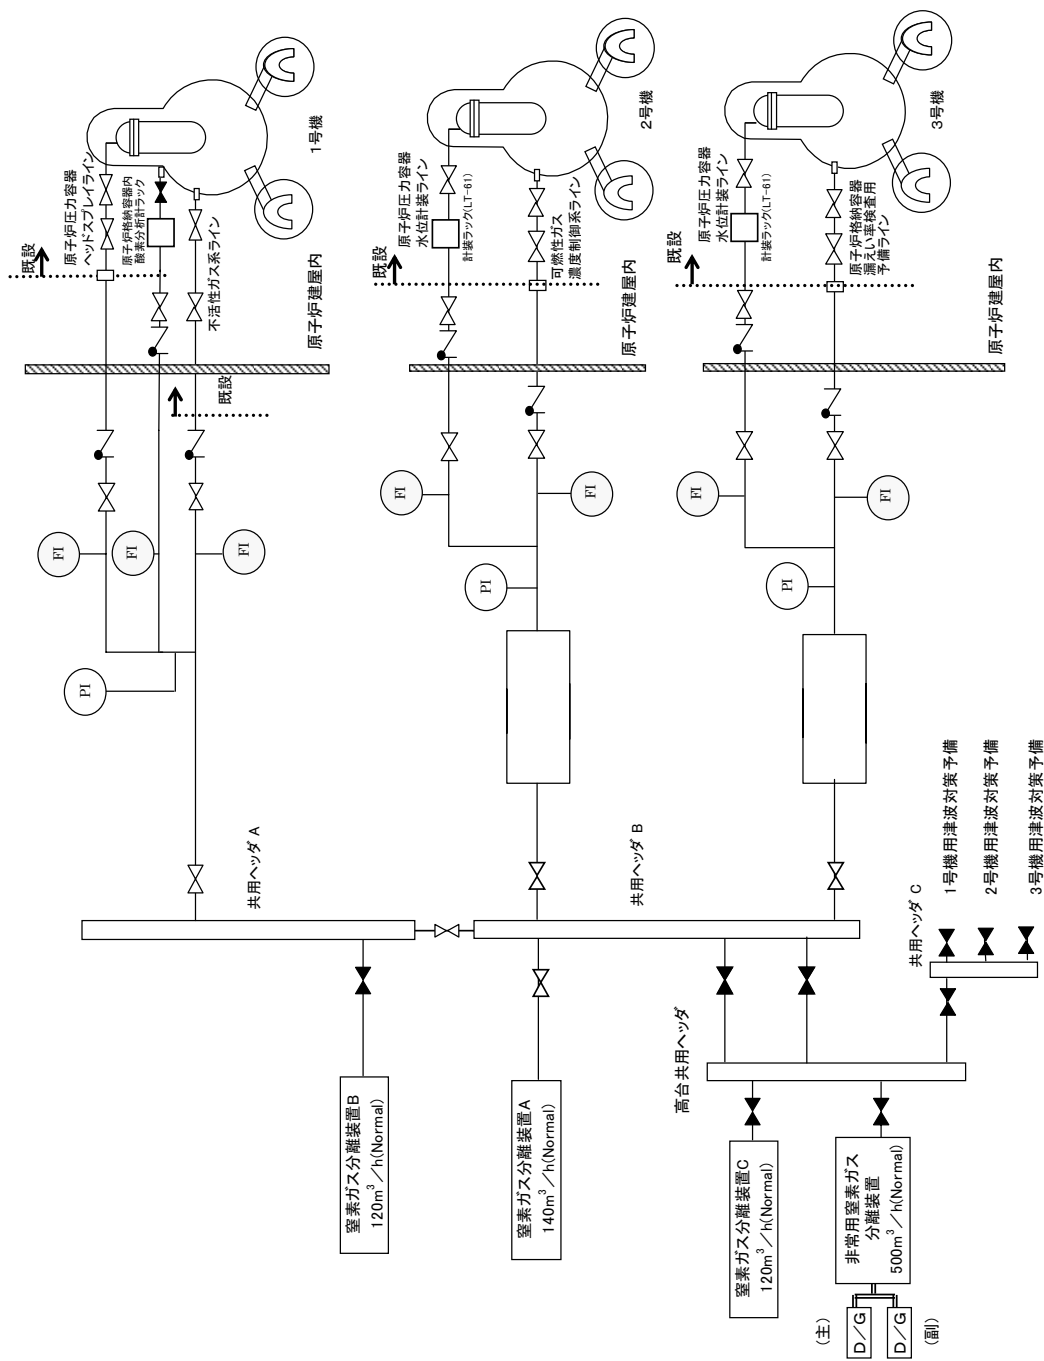 既設
原子炉圧力容器
ヘッドスプレイライン
原子炉格納容器内
酸素分析計ラック
不活性ガス系ライン
1号機
原子炉建屋内
既設
FI
FI
FI
PI
共用ヘッダ A
既設
原子炉圧力容器
水位計装ライン
計装ラック(LT-61)
可燃性ガス
濃度制御系ライン
2号機
原子炉建屋内
FI
FI
PI
共用ヘッダ B
既設
原子炉圧力容器
水位計装ライン
計装ラック(LT-61)
原子炉格納容器
漏えい率検査用
予備ライン
3号機
原子炉建屋内
FI
FI
PI
共用ヘッダ C
1号機用津波対策予備
2号機用津波対策予備
3号機用津波対策予備
高台共用ヘッダ
窒素ガス分離装置B
120m³/h(Normal)
窒素ガス分離装置A
140m³/h(Normal)
窒素ガス分離装置C
120m³/h(Normal)
非常用窒素ガス
分離装置
500m³/h(Normal)
(主)
D/G
D/G
(副)